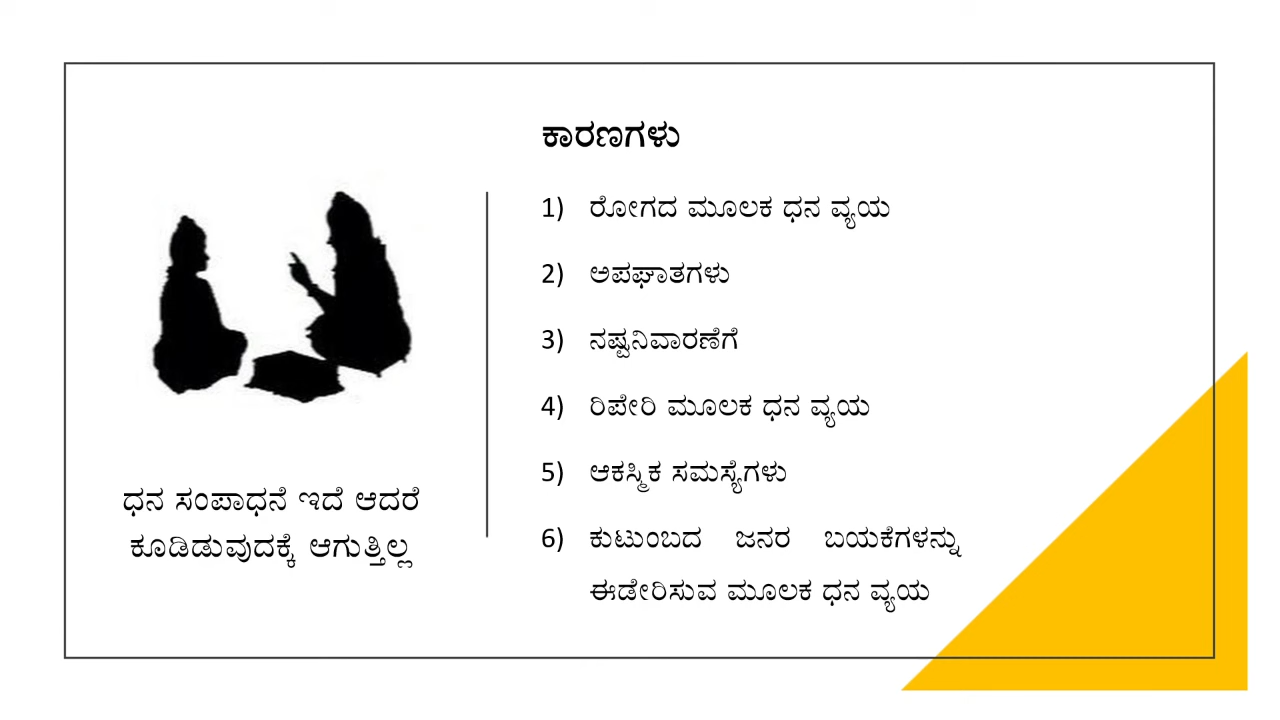 ಧನ ಸಂಪಾಧನೆ ಇದೆ ಆದರೆ
ಕೂಡಿಡುವುದಕ್ಕೆ ಆಗುತ್ತಿಲ್ಲ
ಕಾರಣಗಳು
1) ರೋಗದ ಮೂಲಕ ಧನ ವ್ಯಯ
2) ಅಪಘಾತಗಳು
3) ನಷ್ಟನಿವಾರಣೆಗೆ
4) ರಿಪೇರಿ ಮೂಲಕ ಧನ ವ್ಯಯ
5) ಆಕಸ್ಮಿಕ ಸಮಸ್ಯೆಗಳು
6) ಕುಟುಂಬದ ಜನರ ಬಯಕೆಗಳನ್ನು
ಈಡೇರಿಸುವ ಮೂಲಕ ಧನ ವ್ಯಯ